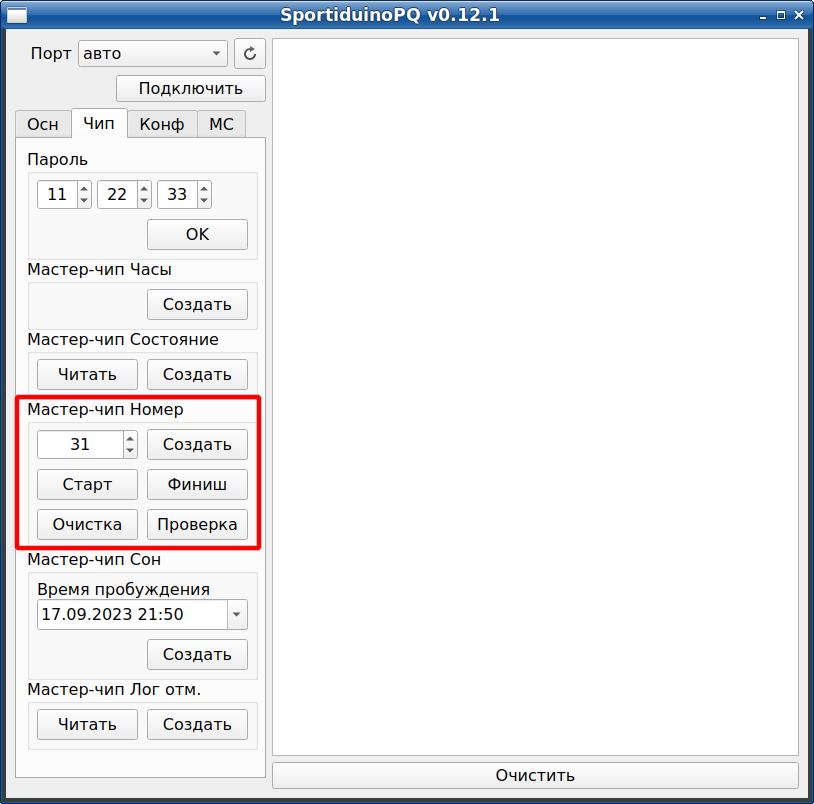 SportiduinoPQ v0.12.1
Порт авто
Подключить
Осн Чип Конф МС
Пароль
11 22 33
OK
Мастер-чип Часы
Создать
Мастер-чип Состояние
Читать Создать
Мастер-чип Номер
31 Создать
Старт Финиш
Очистка Проверка
Мастер-чип Сон
Время пробуждения
17.09.2023 21:50
Создать
Мастер-чип Лог отм.
Читать Создать
Очистить